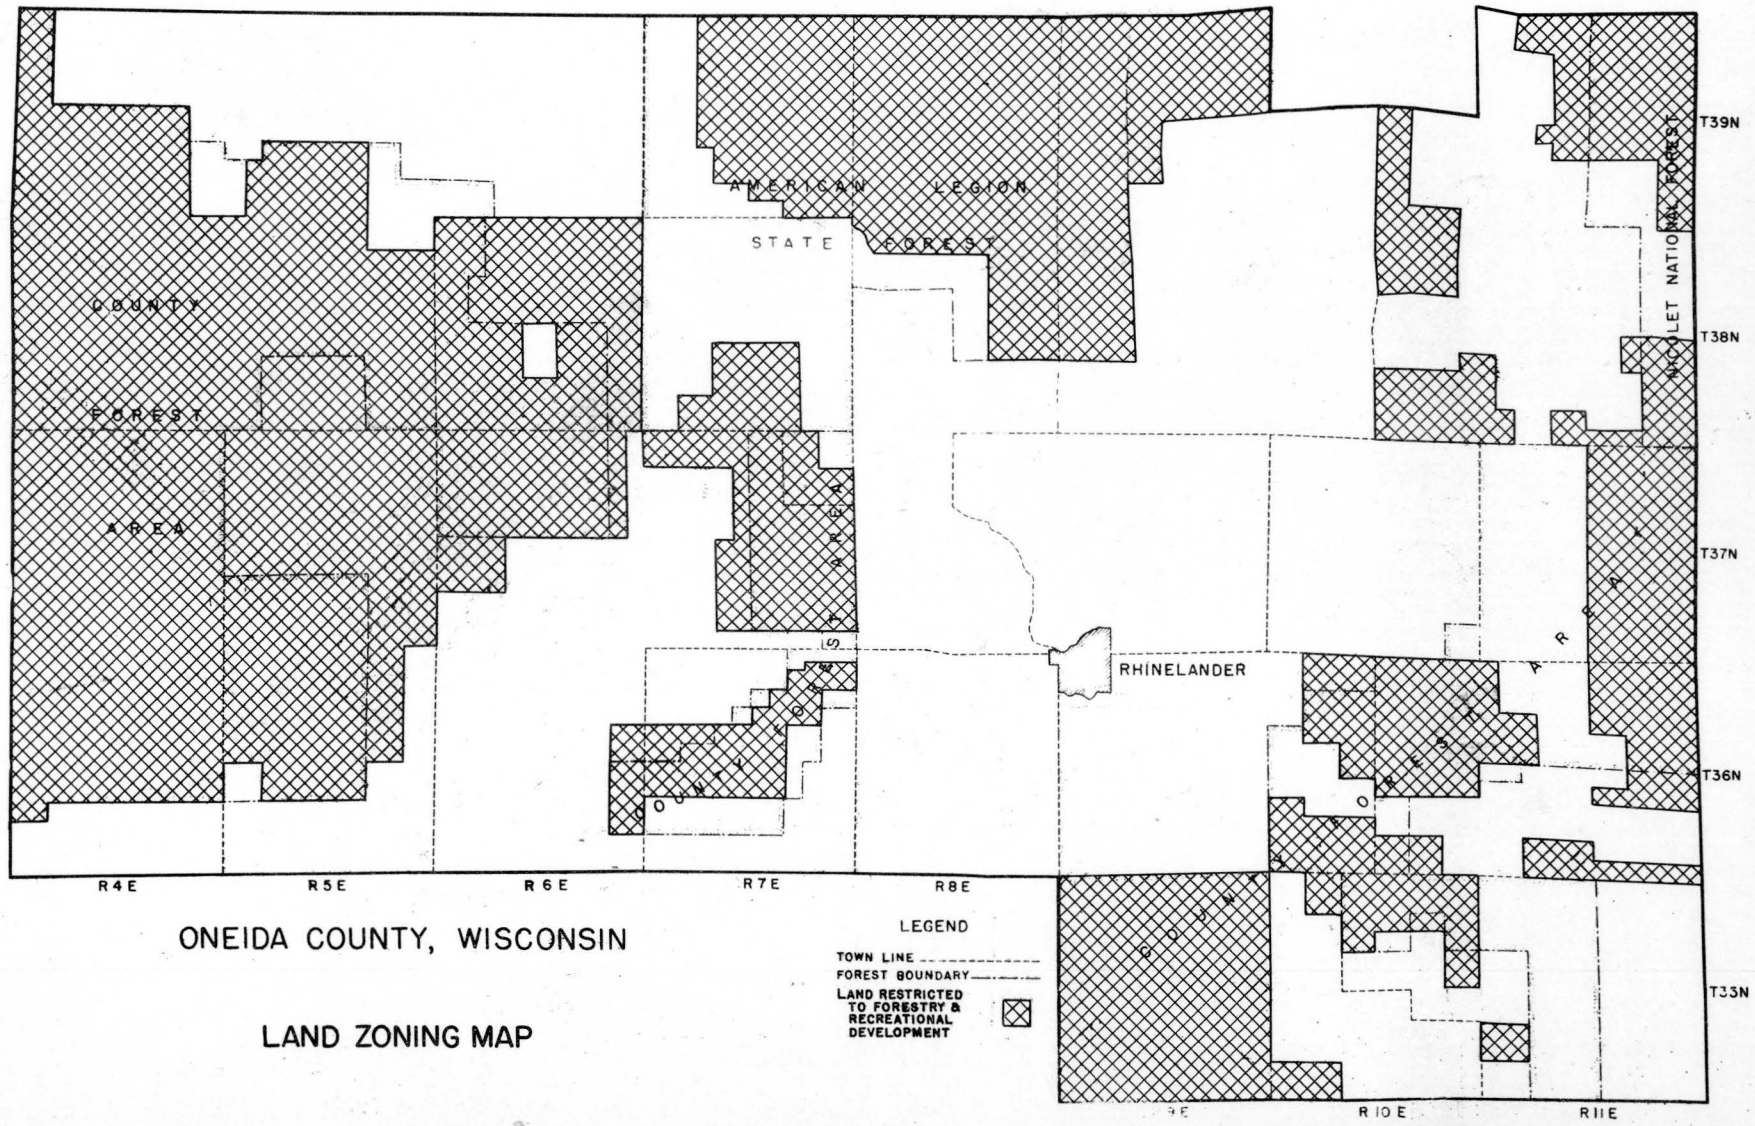 T39N
AMERICAN LEGION
STATE FOREST
NICOLET NATIONAL FOREST
COUNTY
T38N
FOREST
AREA
COUNTY FOREST AREA
T37N
RHINELANDER
COUNTY FOREST AREA
T36N
R4E R5E R6E R7E R8E
ONEIDA COUNTY, WISCONSIN
LAND ZONING MAP
LEGEND
TOWN LINE
FOREST BOUNDARY
LAND RESTRICTED
TO FORESTRY &
RECREATIONAL
DEVELOPMENT
T33N
9E R10E R11E